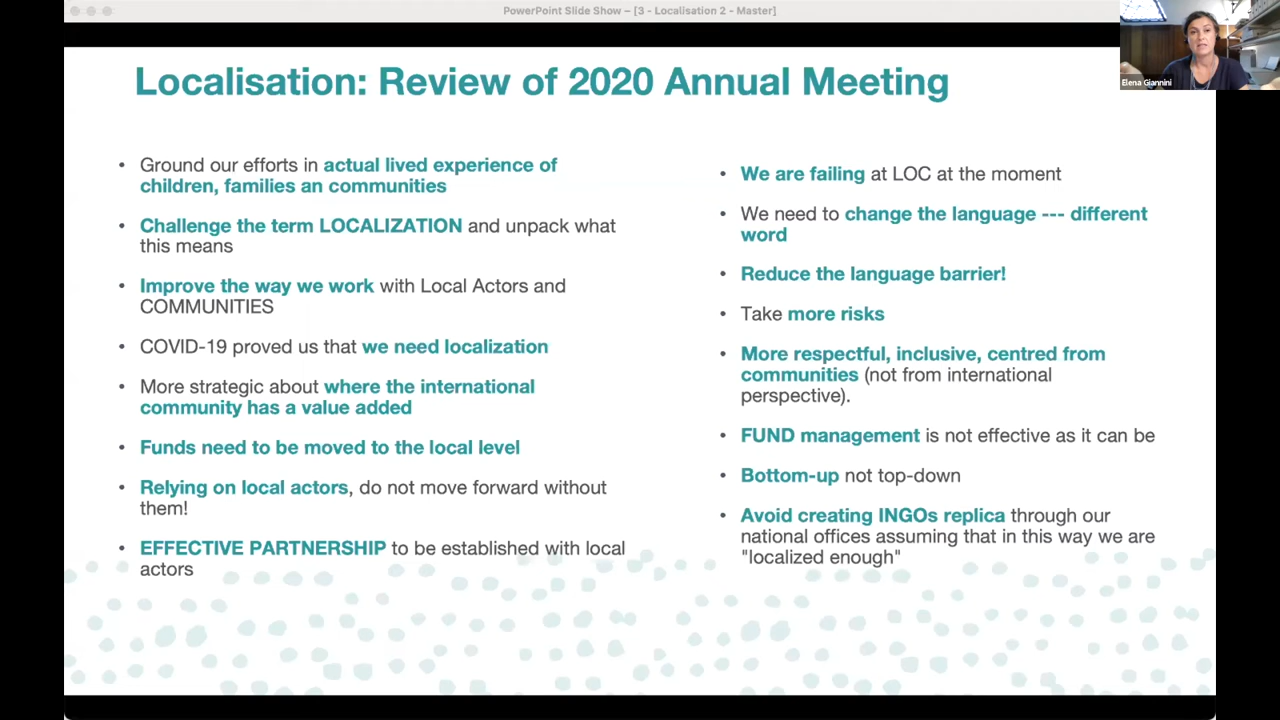 PowerPoint Slide Show – [3 - Localisation 2 - Master]
Elena Giannini
Localisation: Review of 2020 Annual Meeting
• Ground our efforts in actual lived experience of
children, families an communities
• Challenge the term LOCALIZATION and unpack what
this means
• Improve the way we work with Local Actors and
COMMUNITIES
• COVID-19 proved us that we need localization
• More strategic about where the international
community has a value added
• Funds need to be moved to the local level
• Relying on local actors, do not move forward without
them!
• EFFECTIVE PARTNERSHIP to be established with local
actors
• We are failing at LOC at the moment
• We need to change the language --- different
word
• Reduce the language barrier!
• Take more risks
• More respectful, inclusive, centred from
communities (not from international
perspective).
• FUND management is not effective as it can be
• Bottom-up not top-down
• Avoid creating INGOs replica through our
national offices assuming that in this way we are
"localized enough"